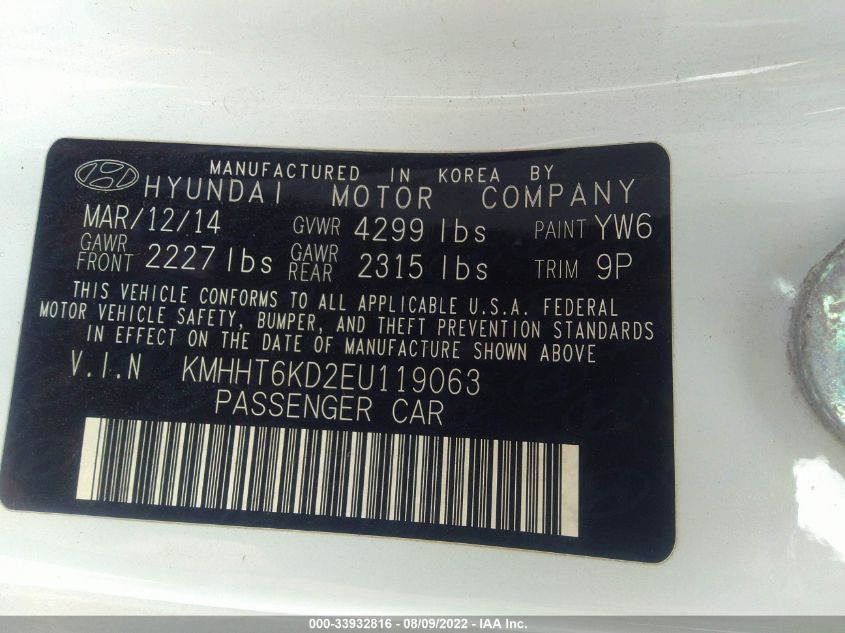 MANUFACTURED IN KOREA BY
HYUNDAI MOTOR COMPANY
MAR/12/14 GVWR 4299 lbs PAINT YW6
GAWR FRONT 2227 lbs GAWR REAR 2315 lbs TRIM 9P
THIS VEHICLE CONFORMS TO ALL APPLICABLE U.S.A. FEDERAL
MOTOR VEHICLE SAFETY, BUMPER, AND THEFT PREVENTION STANDARDS
IN EFFECT ON THE DATE OF MANUFACTURE SHOWN ABOVE
V.I.N KMHHT6KD2EU119063
PASSENGER CAR
000-33932816 - 08/09/2022 - IAA Inc.